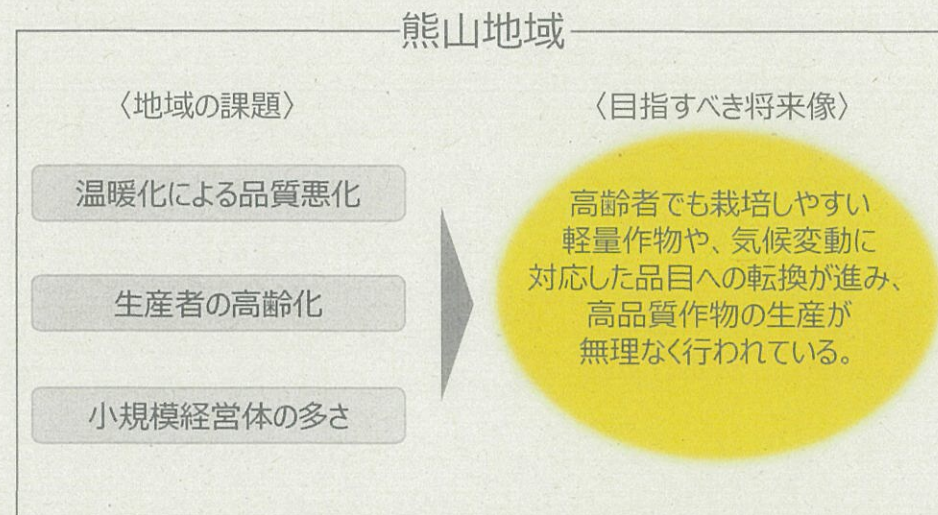 熊山地域
〈地域の課題〉
温暖化による品質悪化
生産者の高齢化
小規模経営体の多さ
〈目指すべき将来像〉
高齢者でも栽培しやすい
軽量作物や、気候変動に
対応した品目への転換が進み、
高品質作物の生産が
無理なく行われている。